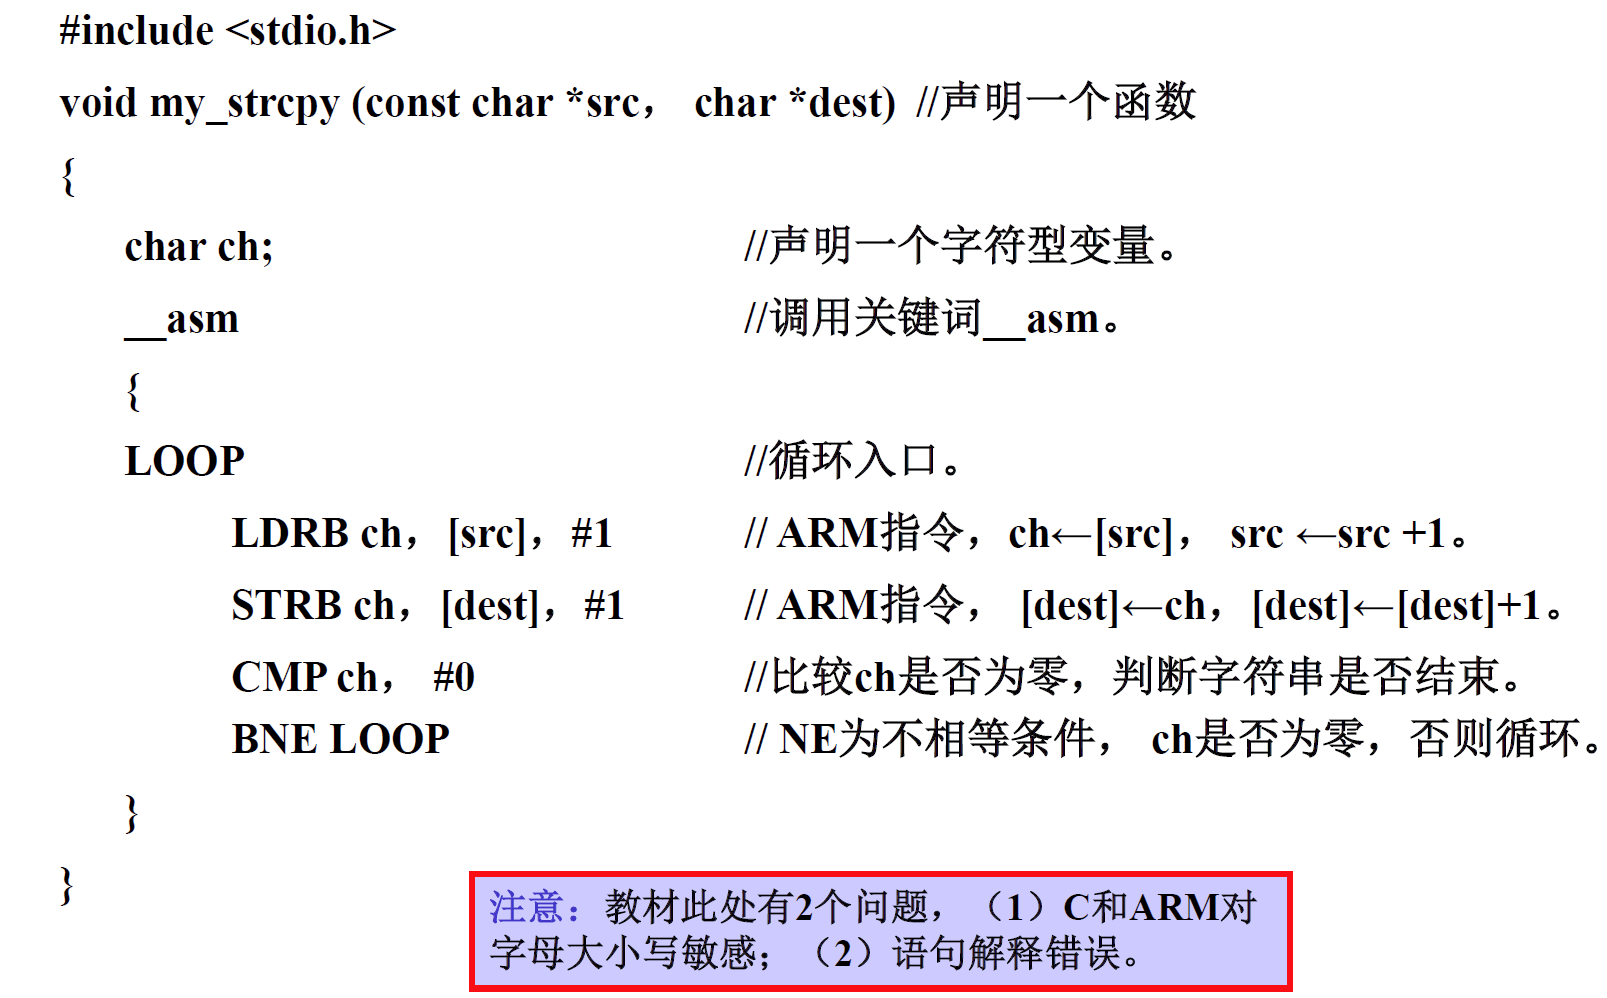 #include <stdio.h>
void my_strcpy (const char *src， char *dest) //声明一个函数
{
char ch; //声明一个字符型变量。
__asm //调用关键词__asm。
{
LOOP //循环入口。
LDRB ch，[src]，#1 // ARM指令，ch←[src]， src ←src +1。
STRB ch，[dest]，#1 // ARM指令， [dest]←ch，[dest]←[dest]+1。
CMP ch， #0 //比较ch是否为零，判断字符串是否结束。
BNE LOOP // NE为不相等条件， ch是否为零，否则循环。
}
}
注意：教材此处有2个问题，（1）C和ARM对
字母大小写敏感；（2）语句解释错误。